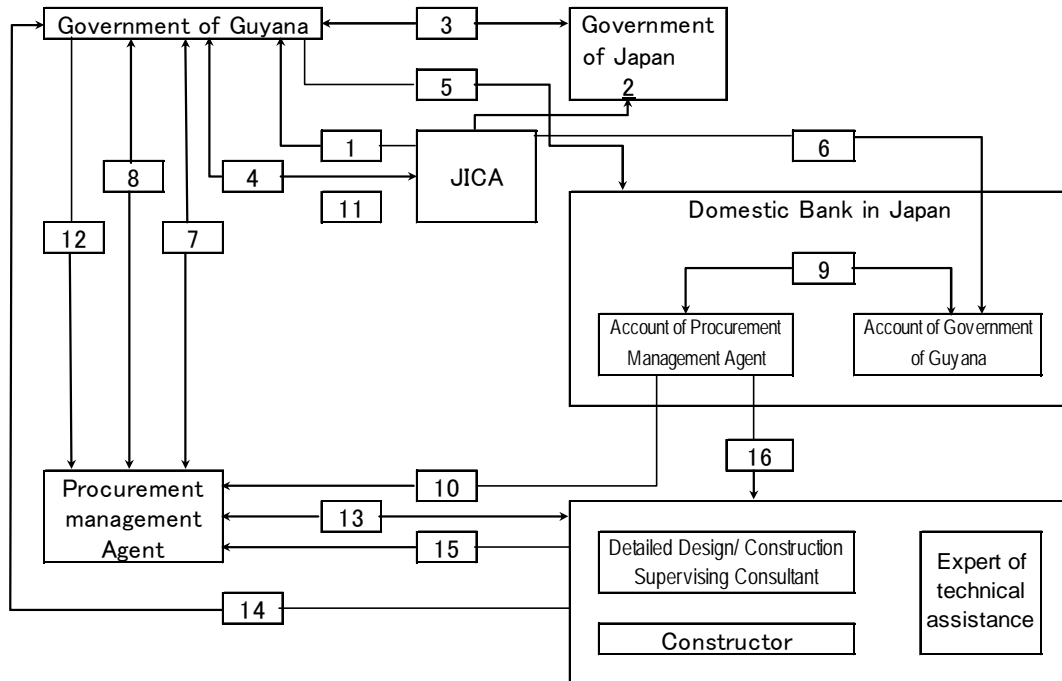 Government of Guyana
3
Government
of Japan
2
5
1
6
JICA
8
4
11
Domestic Bank in Japan
12
7
9
Account of Procurement
Management Agent
Account of Government
of Guyana
16
Procurement
management
Agent
10
13
15
Detailed Design/ Construction
Supervising Consultant
Expert of
technical
assistance
14
Constructor